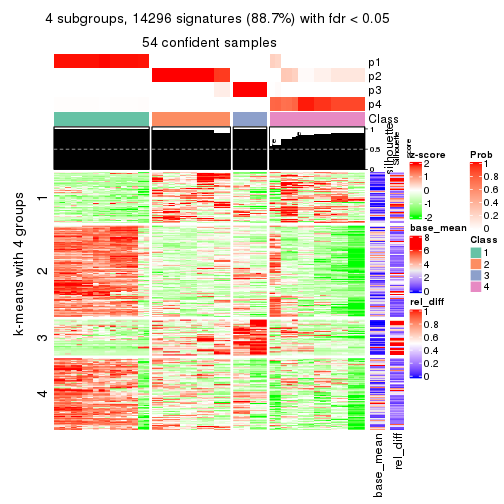 4 subgroups, 14296 signatures (88.7%) with fdr < 0.05
54 confident samples
p1
p2
p3
p4
Class
1
0.5
0
silhouette
Silhouette
score
k-means with 4 groups
1
2
3
4
base_mean
rel_diff
z-score
2
1
0
-1
-2
base_mean
8
6
4
2
0
rel_diff
1
0.8
0.6
0.4
0.2
0
Prob
1
0.8
0.6
0.4
0.2
0
Class
1
2
3
4